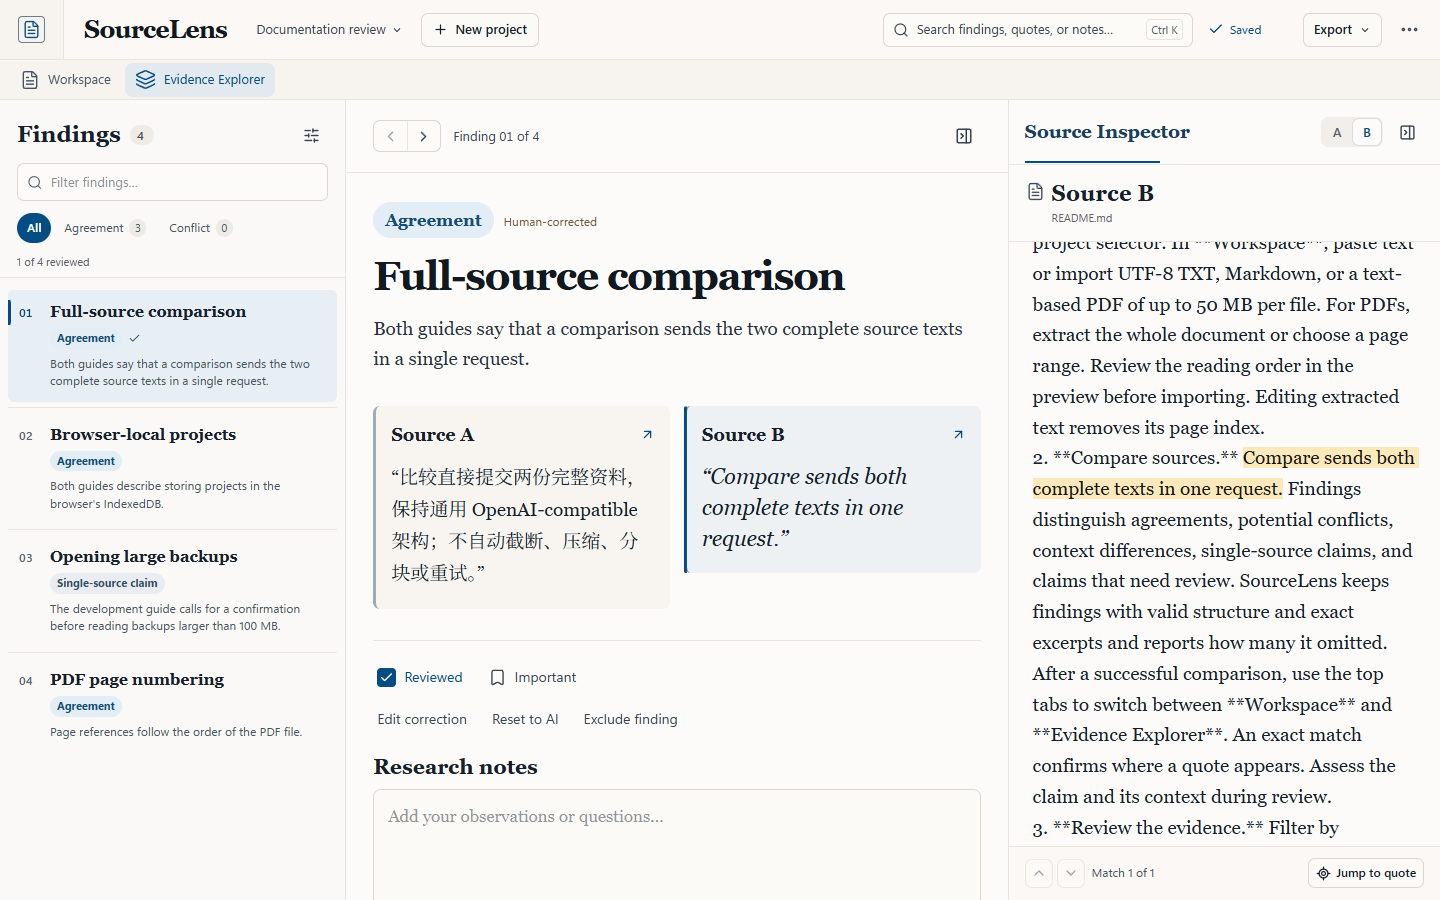 SourceLens
Documentation review
New project
Search findings, quotes, or notes...
Ctrl K
Saved
Export
Workspace
Evidence Explorer
Findings 4
Filter findings...
All
Agreement 3
Conflict 0
1 of 4 reviewed
01 Full-source comparison
Agreement
Both guides say that a comparison sends the two
complete source texts in a single request.
02 Browser-local projects
Agreement
Both guides describe storing projects in the
browser's IndexedDB.
03 Opening large backups
Single-source claim
The development guide calls for a confirmation
before reading backups larger than 100 MB.
04 PDF page numbering
Agreement
Page references follow the order of the PDF file.
Finding 01 of 4
Agreement
Human-corrected
Full-source comparison
Both guides say that a comparison sends the two complete source texts
in a single request.
Source A
“比较直接提交两份完整资料，
保持通用 OpenAI-compatible
架构；不自动截断、压缩、分
块或重试。”
Source B
“Compare sends both
complete texts in one
request.”
Reviewed
Important
Edit correction
Reset to AI
Exclude finding
Research notes
Add your observations or questions...
Source Inspector
A
B
Source B
README.md
project selector. In **Workspace**, paste text
or import UTF-8 TXT, Markdown, or a text-
based PDF of up to 50 MB per file. For PDFs,
extract the whole document or choose a page
range. Review the reading order in the
preview before importing. Editing extracted
text removes its page index.
2. **Compare sources.** Compare sends both
complete texts in one request. Findings
distinguish agreements, potential conflicts,
context differences, single-source claims, and
claims that need review. SourceLens keeps
findings with valid structure and exact
excerpts and reports how many it omitted.
After a successful comparison, use the top
tabs to switch between **Workspace** and
**Evidence Explorer**. An exact match
confirms where a quote appears. Assess the
claim and its context during review.
3. **Review the evidence.** Filter by
Match 1 of 1
Jump to quote